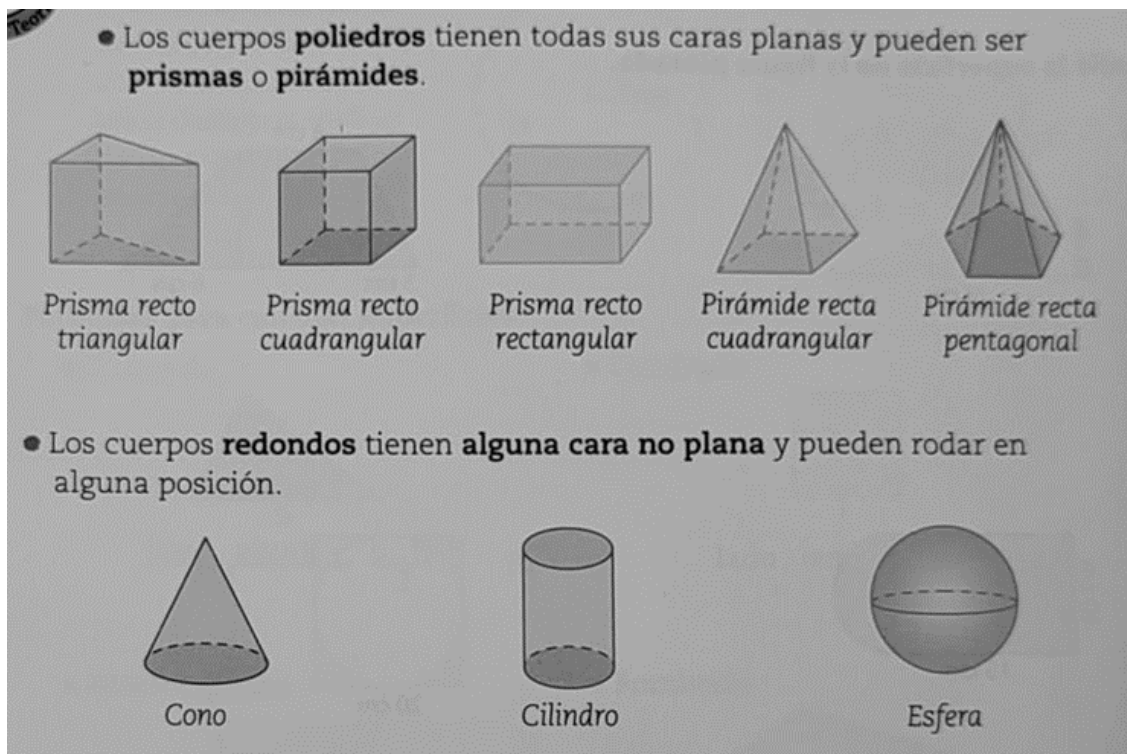 Teor
● Los cuerpos poliedros tienen todas sus caras planas y pueden ser
prismas o pirámides.
Prisma recto
triangular
Prisma recto
cuadrangular
Prisma recto
rectangular
Pirámide recta
cuadrangular
Pirámide recta
pentagonal
● Los cuerpos redondos tienen alguna cara no plana y pueden rodar en
alguna posición.
Cono
Cilindro
Esfera